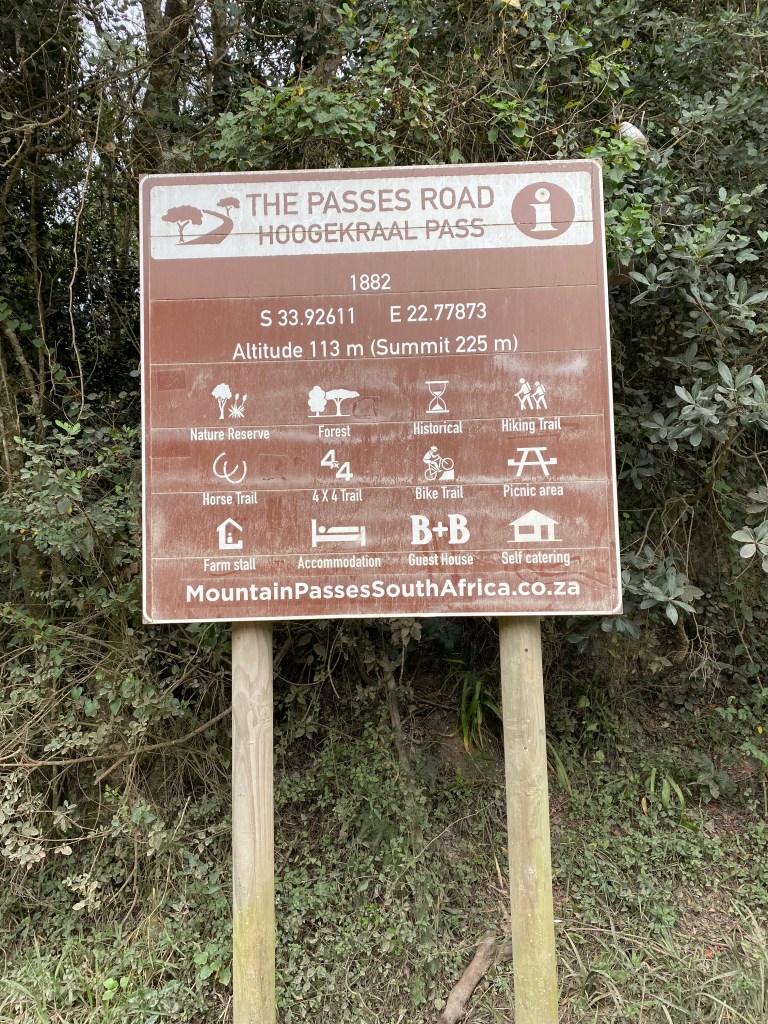 THE PASSES ROAD
HOOGEKRAAL PASS
i
1882
S 33.92611 E 22.77873
Altitude 113 m (Summit 225 m)
Nature Reserve Forest Historical Hiking Trail
4x4
Horse Trail 4 X 4 Trail Bike Trail Picnic area
B+B
Farm stall Accommodation Guest House Self catering
MountainPassesSouthAfrica.co.za